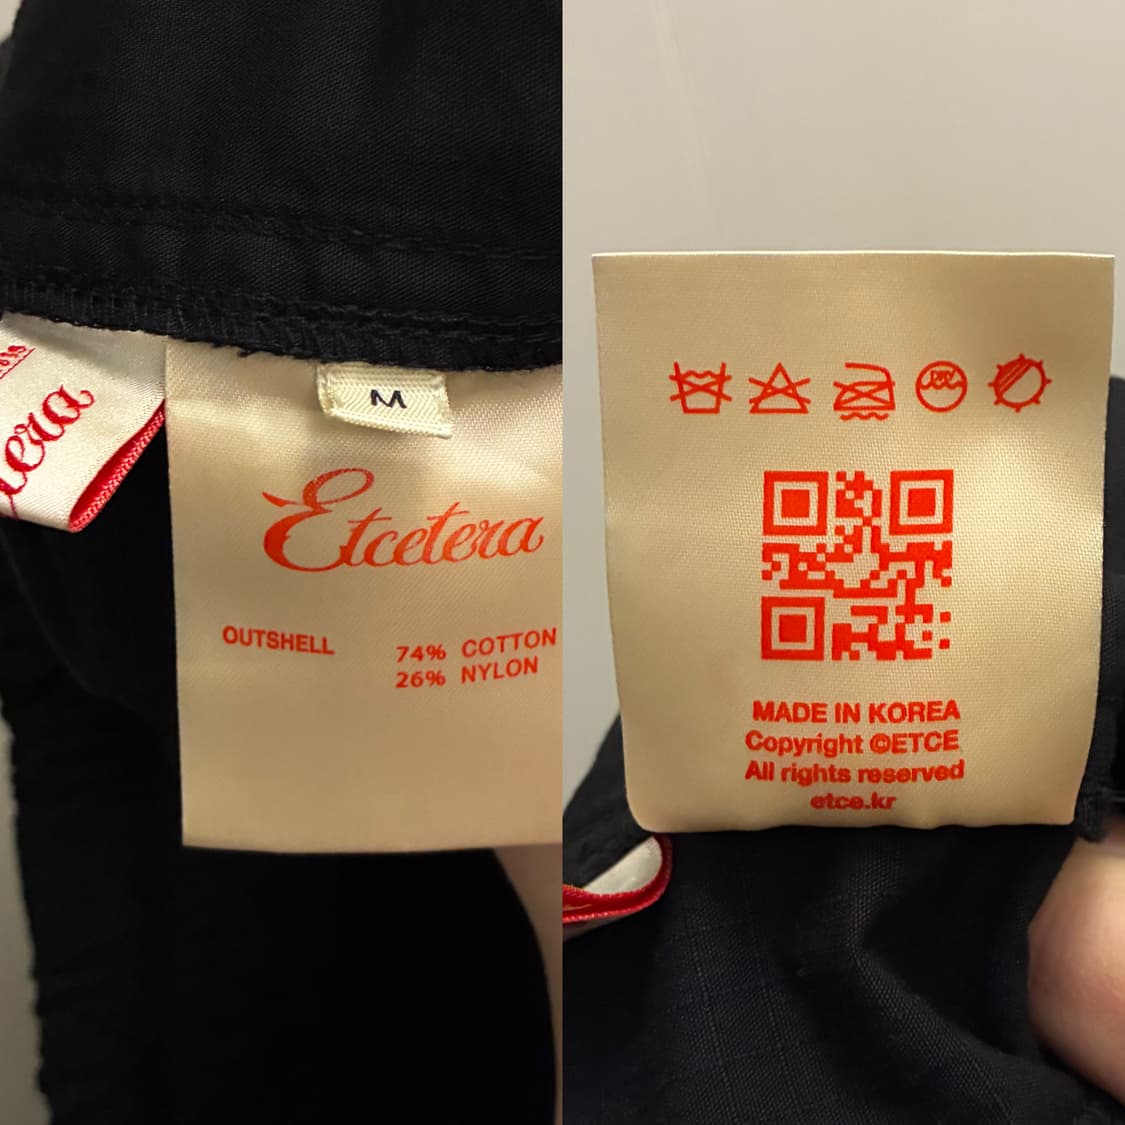 M
Etcetera
OUTSHELL 74% COTTON
26% NYLON
MADE IN KOREA
Copyright ©ETCE
All rights reserved
etce.kr